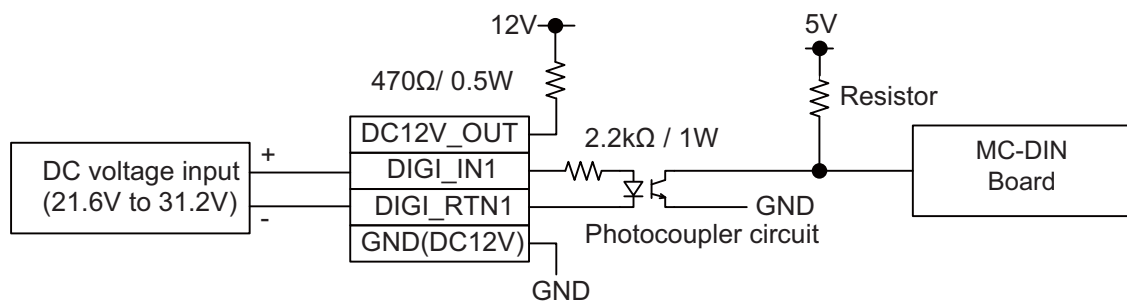 12V
5V
470Ω/ 0.5W
Resistor
DC12V_OUT
2.2kΩ / 1W
DC voltage input
(21.6V to 31.2V)
+
-
DIGI_IN1
DIGI_RTN1
GND(DC12V)
GND
Photocoupler circuit
GND
MC-DIN
Board